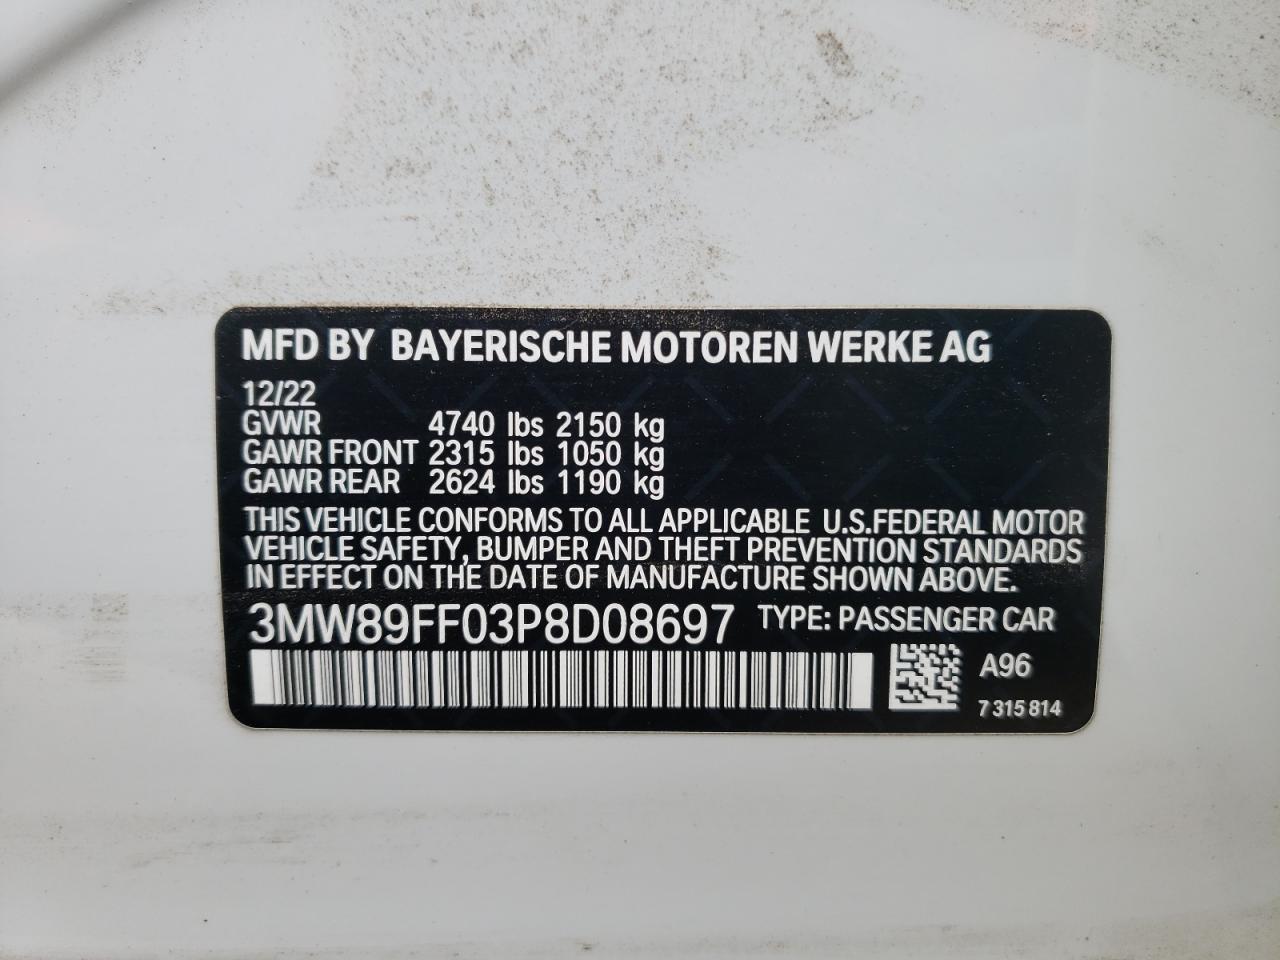 MFD BY BAYERISCHE MOTOREN WERKE AG
12/22
GVWR 4740 lbs 2150 kg
GAWR FRONT 2315 lbs 1050 kg
GAWR REAR 2624 lbs 1190 kg
THIS VEHICLE CONFORMS TO ALL APPLICABLE U.S.FEDERAL MOTOR
VEHICLE SAFETY, BUMPER AND THEFT PREVENTION STANDARDS
IN EFFECT ON THE DATE OF MANUFACTURE SHOWN ABOVE.
3MW89FF03P8D08697 TYPE: PASSENGER CAR
A96
7 315 814